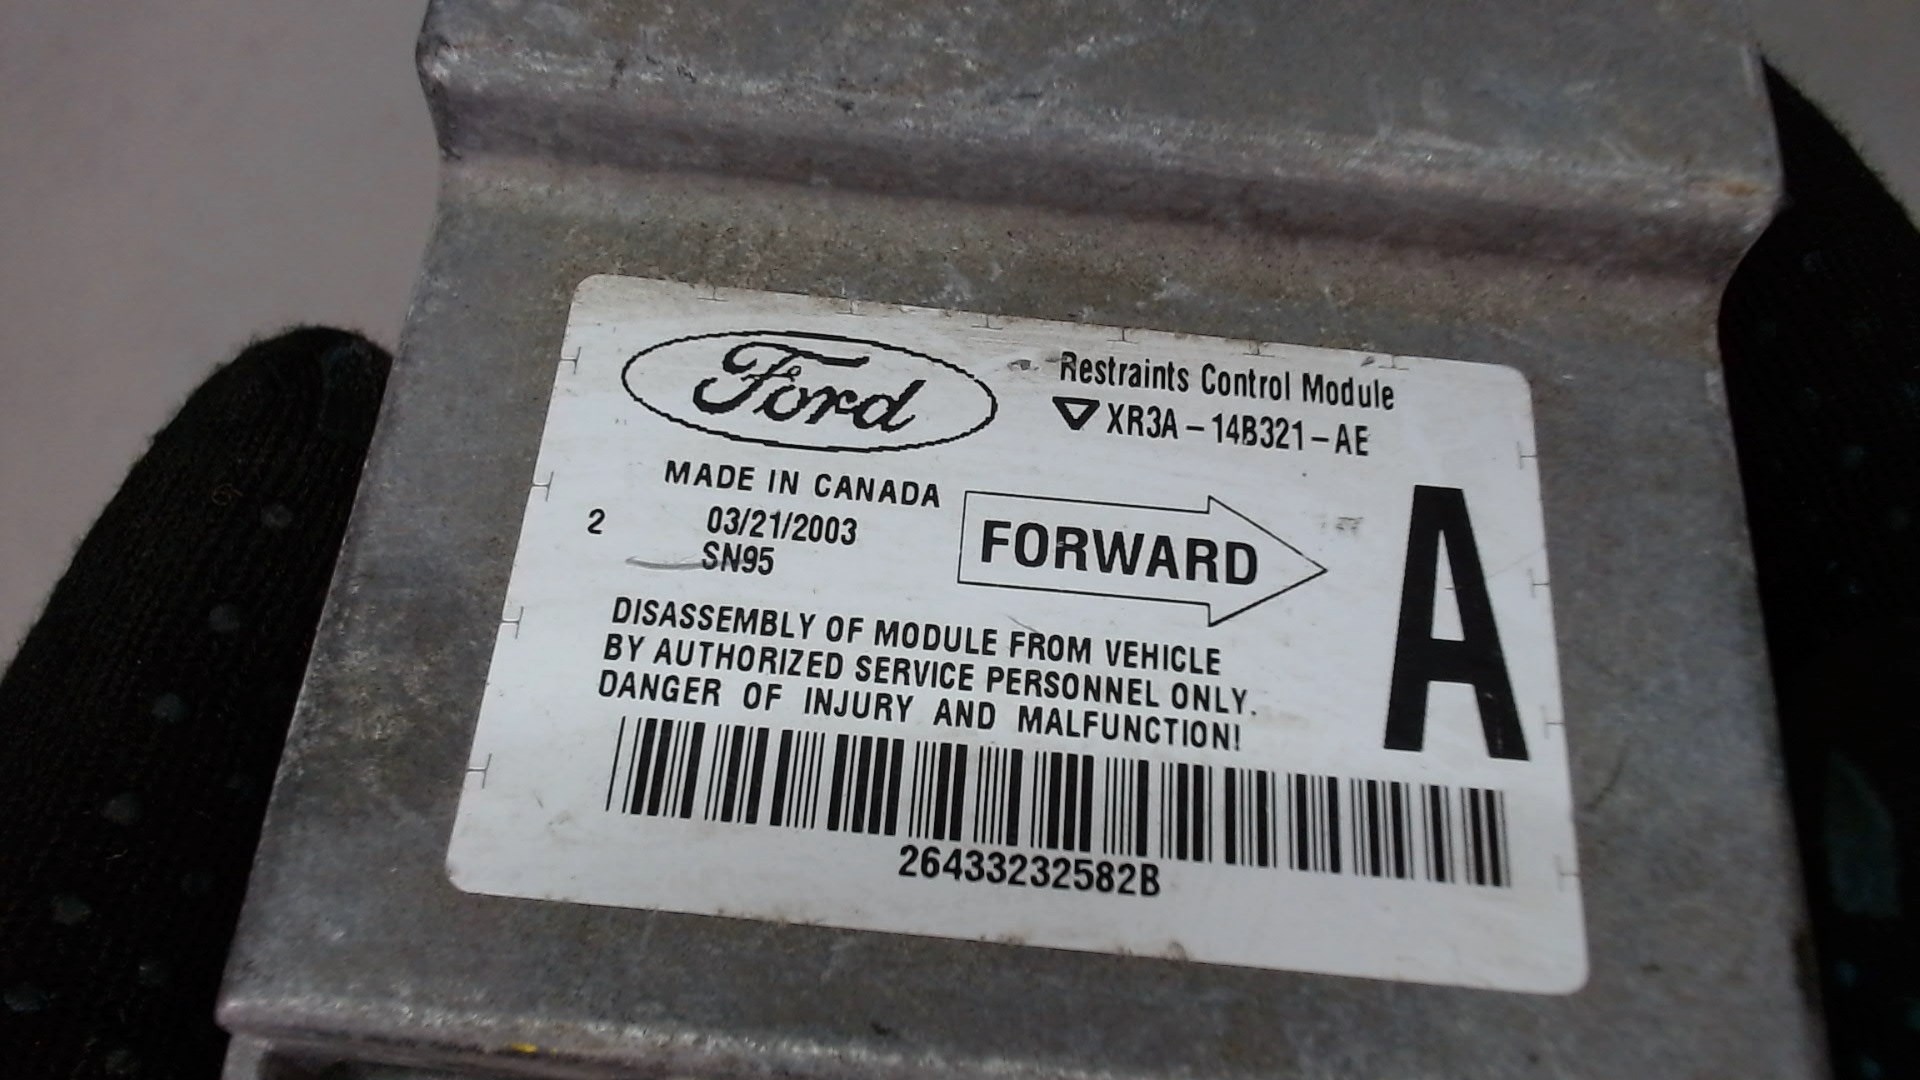 Ford
Restraints Control Module
XR3A-14B321-AE
MADE IN CANADA
2 03/21/2003
SN95
FORWARD
A
DISASSEMBLY OF MODULE FROM VEHICLE
BY AUTHORIZED SERVICE PERSONNEL ONLY.
DANGER OF INJURY AND MALFUNCTION!
26433232582B